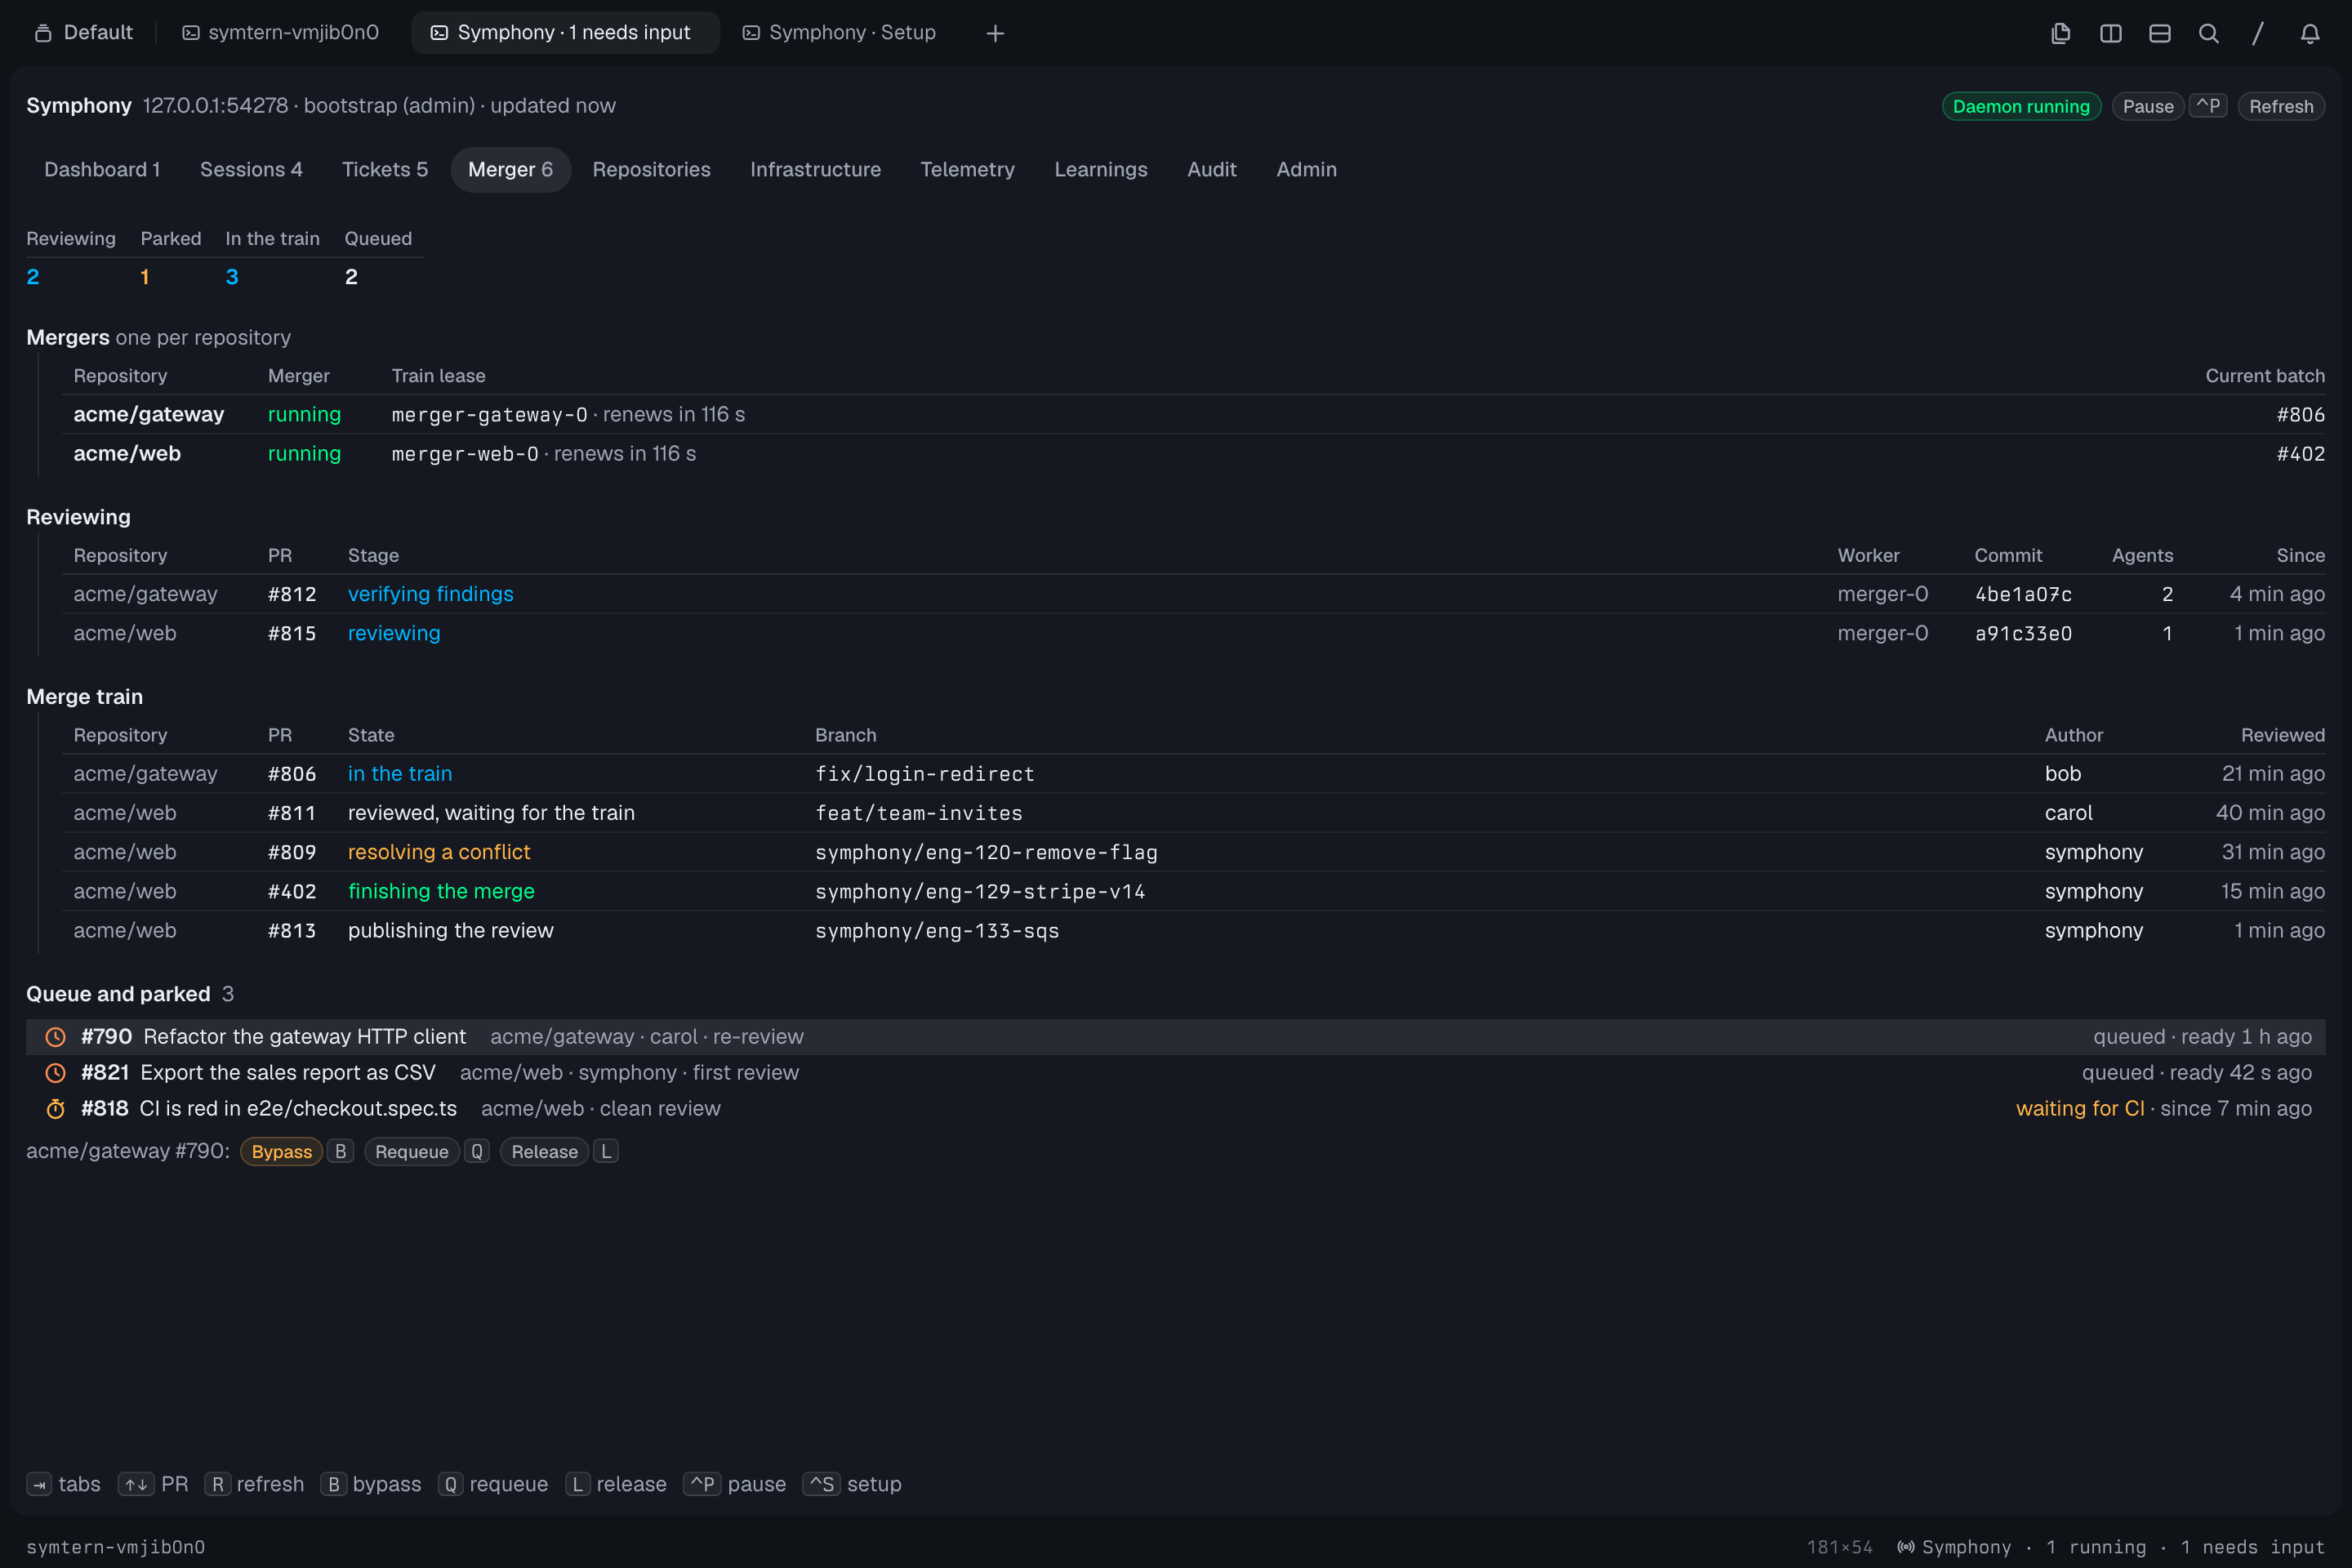 Default symtern-vmjib0n0 Symphony · 1 needs input Symphony · Setup +
Symphony 127.0.0.1:54278 · bootstrap (admin) · updated now Daemon running Pause ^P Refresh
Dashboard 1 Sessions 4 Tickets 5 Merger 6 Repositories Infrastructure Telemetry Learnings Audit Admin
Reviewing Parked In the train Queued
2 1 3 2
Mergers one per repository
Repository Merger Train lease Current batch
acme/gateway running merger-gateway-0 · renews in 116 s #806
acme/web running merger-web-0 · renews in 116 s #402
Reviewing
Repository PR Stage Worker Commit Agents Since
acme/gateway #812 verifying findings merger-0 4be1a07c 2 4 min ago
acme/web #815 reviewing merger-0 a91c33e0 1 1 min ago
Merge train
Repository PR State Branch Author Reviewed
acme/gateway #806 in the train fix/login-redirect bob 21 min ago
acme/web #811 reviewed, waiting for the train feat/team-invites carol 40 min ago
acme/web #809 resolving a conflict symphony/eng-120-remove-flag symphony 31 min ago
acme/web #402 finishing the merge symphony/eng-129-stripe-v14 symphony 15 min ago
acme/web #813 publishing the review symphony/eng-133-sqs symphony 1 min ago
Queue and parked 3
#790 Refactor the gateway HTTP client acme/gateway · carol · re-review queued · ready 1 h ago
#821 Export the sales report as CSV acme/web · symphony · first review queued · ready 42 s ago
#818 CI is red in e2e/checkout.spec.ts acme/web · clean review waiting for CI · since 7 min ago
acme/gateway #790: Bypass B Requeue Q Release L
⇥ tabs ↑↓ PR R refresh B bypass Q requeue L release ^P pause ^S setup
symtern-vmjib0n0 181×54 Symphony · 1 running · 1 needs input